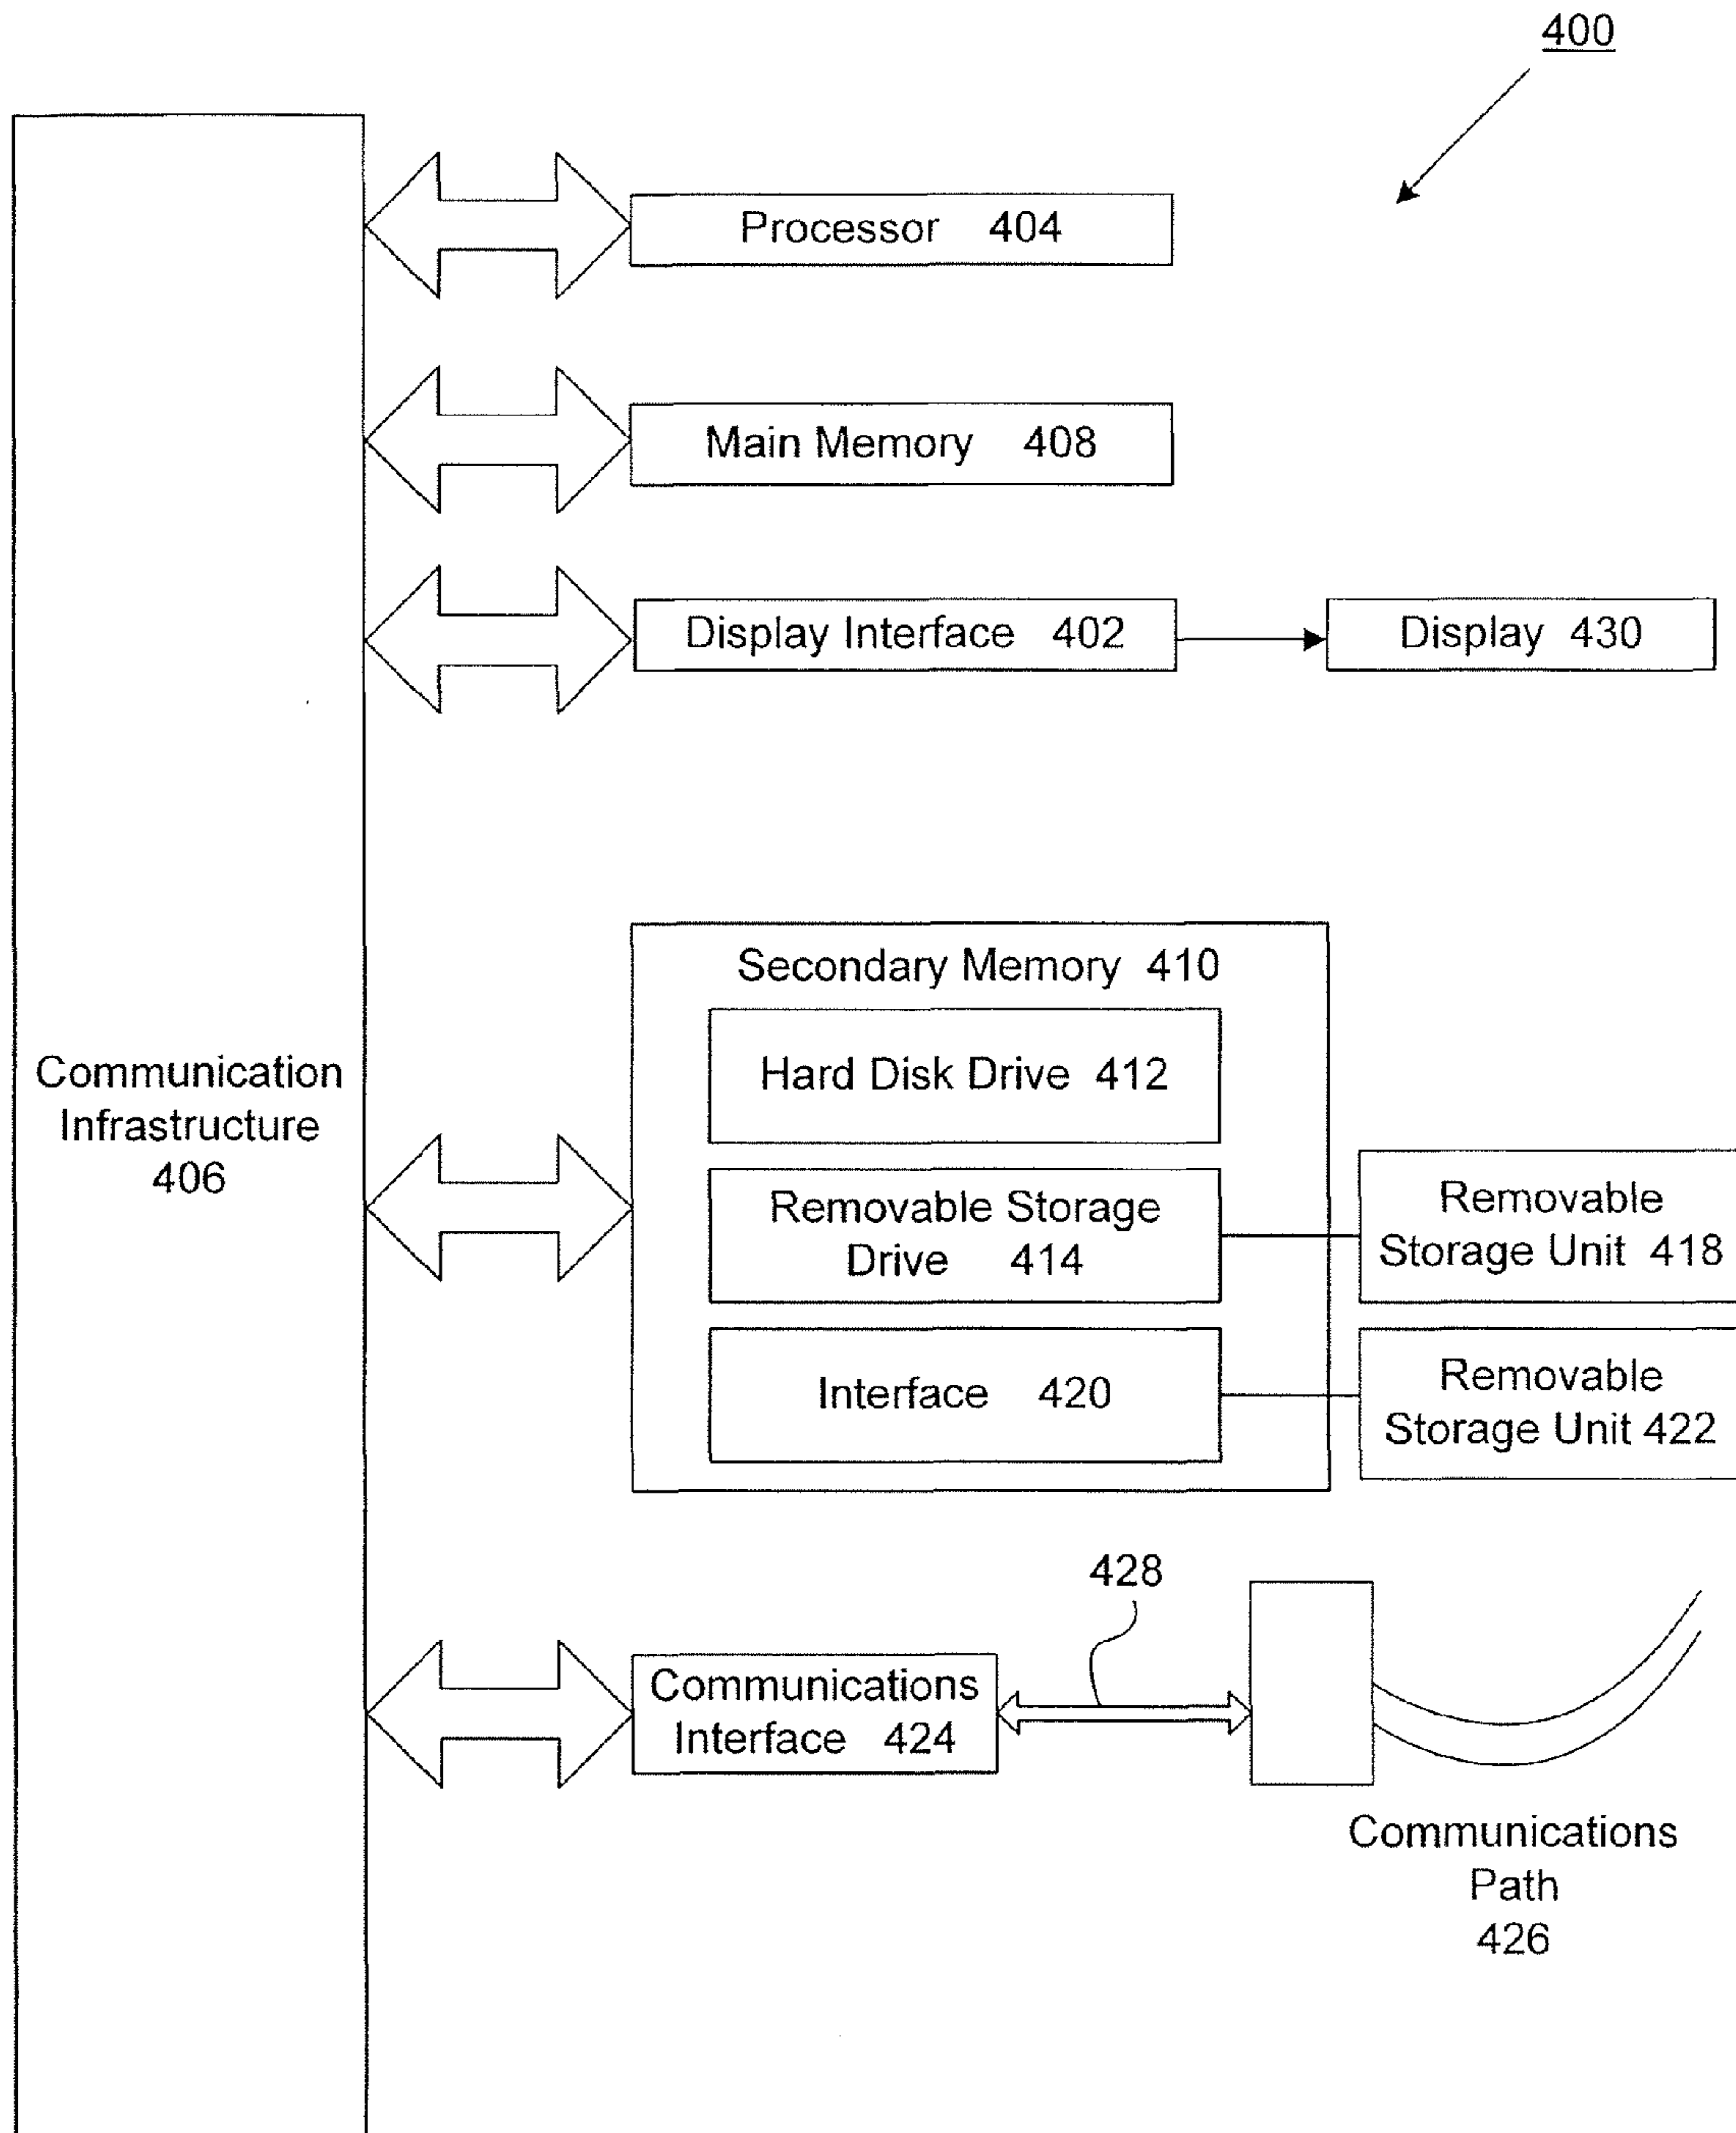 400
Processor 404
Main Memory 408
Display Interface 402
Display 430
Secondary Memory 410
Hard Disk Drive 412
Communication
Infrastructure
406
Removable Storage
Drive 414
Removable
Storage Unit 418
Interface 420
Removable
Storage Unit 422
428
Communications
Interface 424
Communications
Path
426